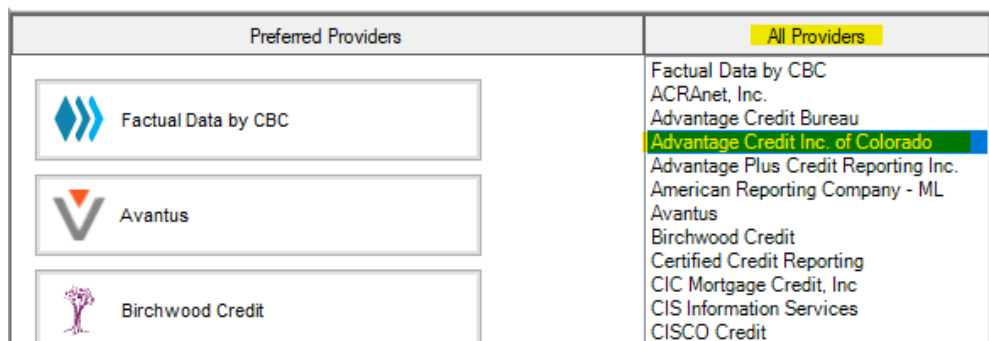 Preferred Providers
All Providers
Factual Data by CBC
Avantus
Birchwood Credit
Factual Data by CBC
ACRAnet, Inc.
Advantage Credit Bureau
Advantage Credit Inc. of Colorado
Advantage Plus Credit Reporting Inc.
American Reporting Company - ML
Avantus
Birchwood Credit
Certified Credit Reporting
CIC Mortgage Credit, Inc
CIS Information Services
CISCO Credit